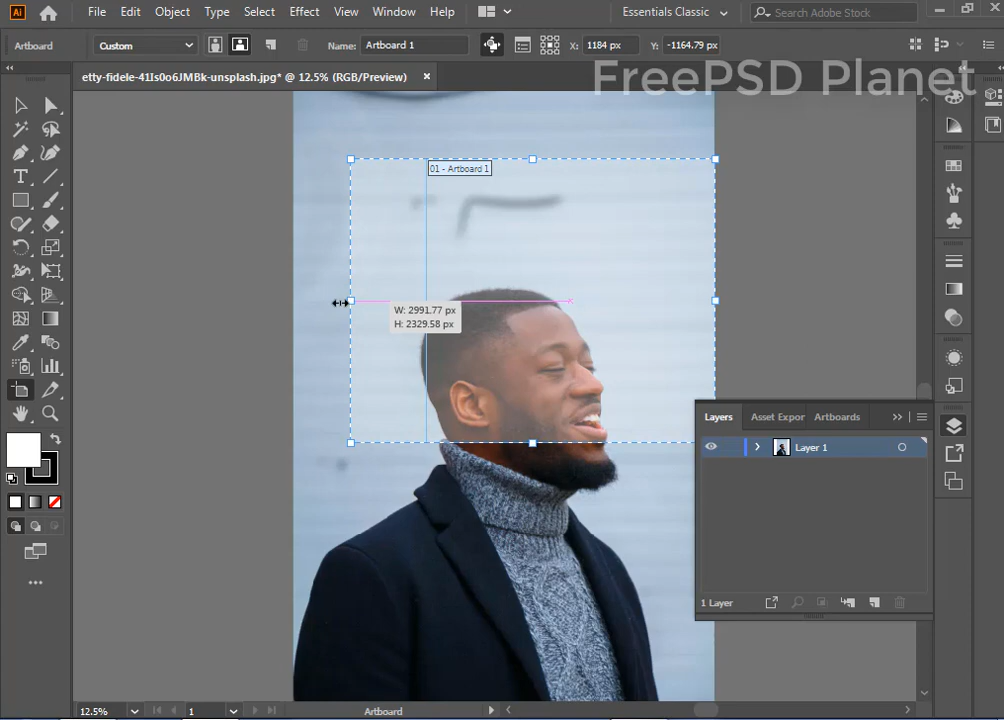 Ai File Edit Object Type Select Effect View Window Help Essentials Classic Search Adobe Stock
Artboard Custom Name: Artboard 1 X: 1184 px Y: -1164.79 px
etty-fidele-41Is0o6JMBk-unsplash.jpg* @ 12.5% (RGB/Preview) ×
FreePSD Planet
01 - Artboard 1
W: 2991.77 px
H: 2329.58 px
Layers Asset Expor Artboards
Layer 1
1 Layer
12.5% 1 Artboard